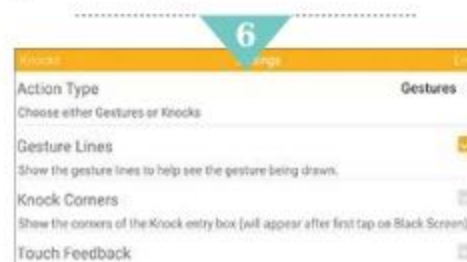 6
Knocks
Action Type Gestures
Choose either Gestures or Knocks
Gesture Lines
Show the gesture lines to help see the gesture being drawn.
Knock Corners
Show the corners of the Knock entry box (will appear after first tap on Black Screen)
Touch Feedback